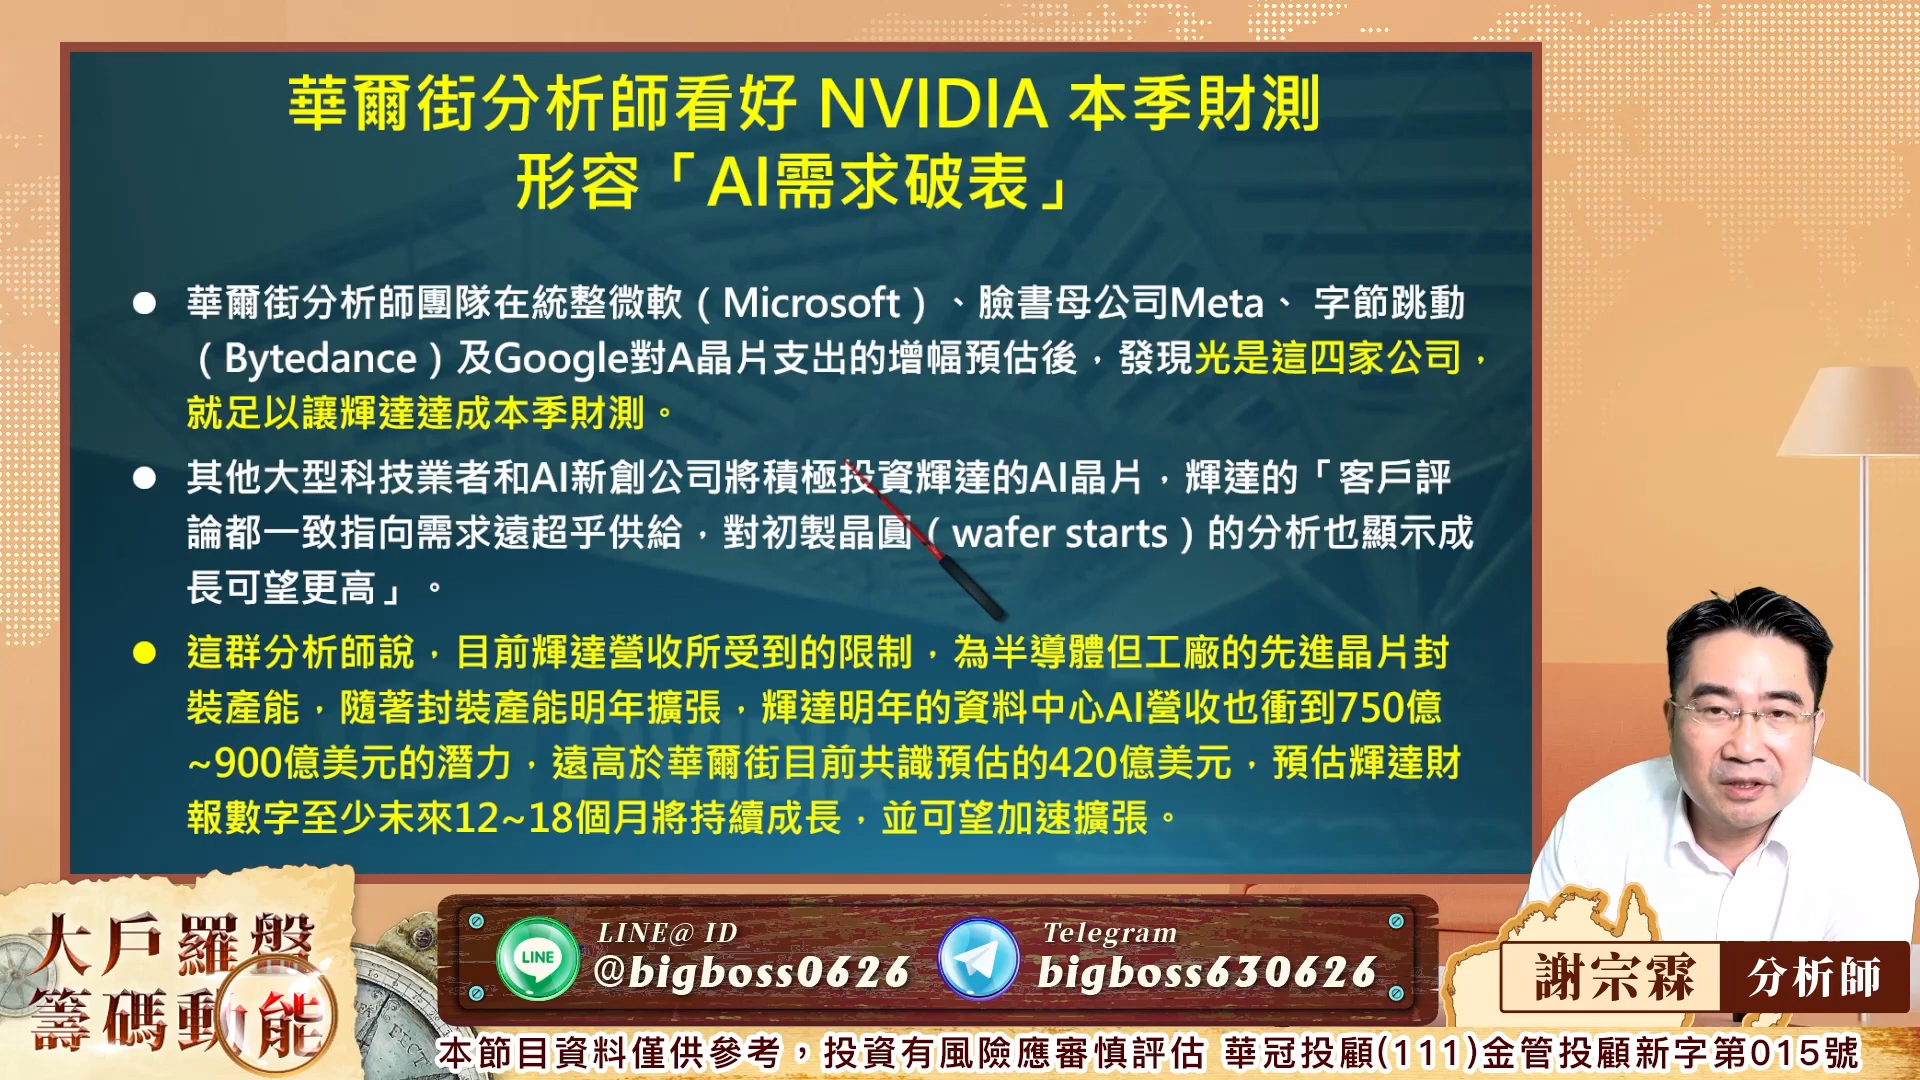 華爾街分析師看好 NVIDIA 本季財測
形容「AI需求破表」
● 華爾街分析師團隊在統整微軟（Microsoft）、臉書母公司Meta、 字節跳動
（Bytedance）及Google對A晶片支出的增幅預估後，發現光是這四家公司，
就足以讓輝達達成本季財測。
● 其他大型科技業者和AI新創公司將積極投資輝達的AI晶片，輝達的「客戶評
論都一致指向需求遠超乎供給，對初製晶圓（wafer starts）的分析也顯示成
長可望更高」。
● 這群分析師說，目前輝達營收所受到的限制，為半導體但工廠的先進晶片封
裝產能，隨著封裝產能明年擴張，輝達明年的資料中心AI營收也衝到750億
~900億美元的潛力，遠高於華爾街目前共識預估的420億美元，預估輝達財
報數字至少未來12~18個月將持續成長，並可望加速擴張。
大戶羅盤
籌碼動能
LINE
LINE@ ID
@bigboss0626
Telegram
bigboss630626
謝宗霖 分析師
本節目資料僅供參考，投資有風險應審慎評估 華冠投顧(111)金管投顧新字第015號